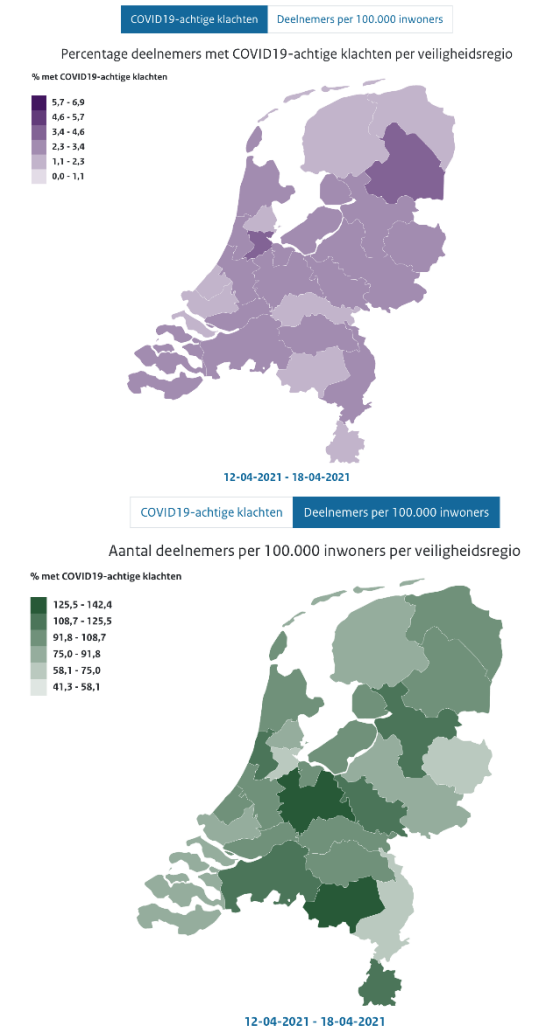 COVID19-achtige klachten Deelnemers per 100.000 inwoners
Percentage deelnemers met COVID19-achtige klachten per veiligheidsregio
% met COVID19-achtige klachten
5,7 - 6,9
4,6 - 5,7
3,4 - 4,6
2,3 - 3,4
1,1 - 2,3
0,0 - 1,1
12-04-2021 - 18-04-2021
COVID19-achtige klachten Deelnemers per 100.000 inwoners
Aantal deelnemers per 100.000 inwoners per veiligheidsregio
% met COVID19-achtige klachten
125,5 - 142,4
108,7 - 125,5
91,8 - 108,7
75,0 - 91,8
58,1 - 75,0
41,3 - 58,1
12-04-2021 - 18-04-2021